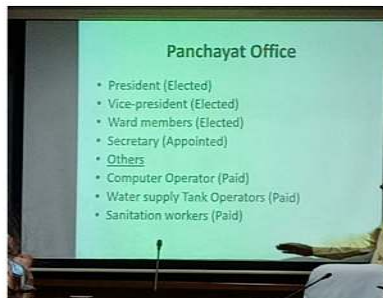 Panchayat Office
• President (Elected)
• Vice-president (Elected)
• Ward members (Elected)
• Secretary (Appointed)
• Others
• Computer Operator (Paid)
• Water supply Tank Operators (Paid)
• Sanitation workers (Paid)